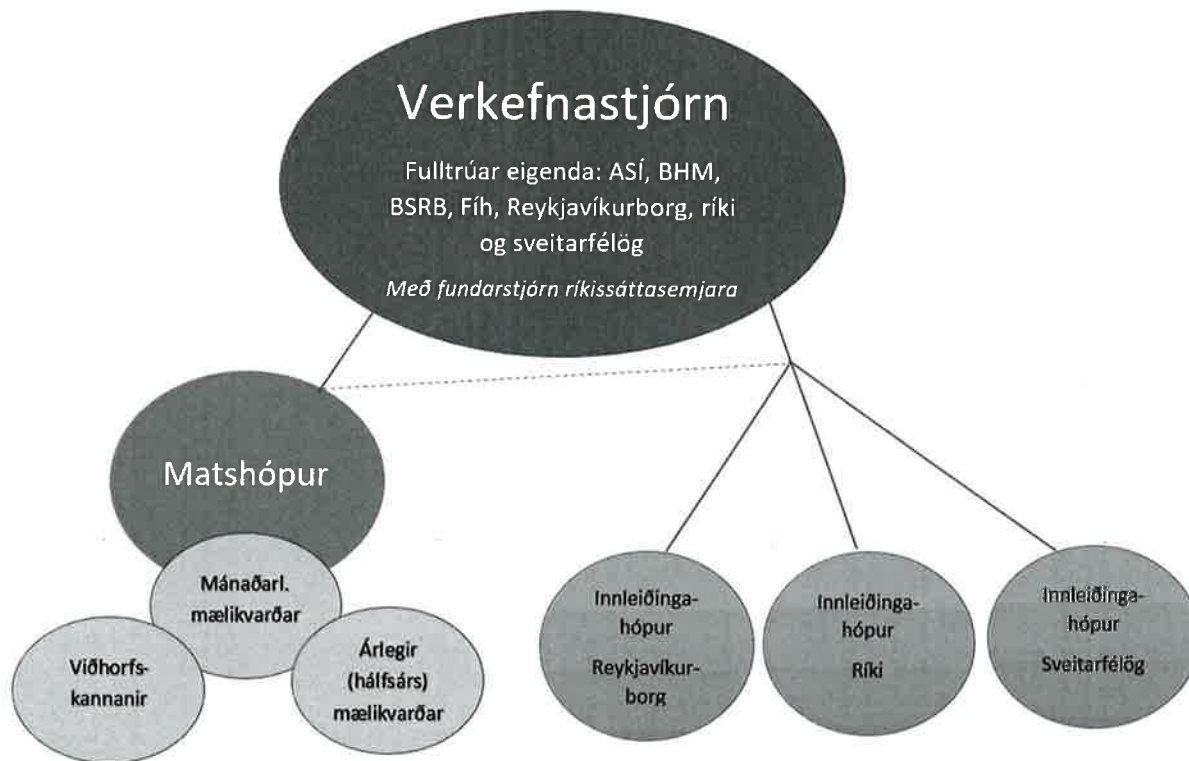 Verkefnastjórn
Fulltrúar eigenda: ASÍ, BHM,
BSRB, Fíh, Reykjavíkurborg, ríki
og sveitarfélög
Með fundarstjórn ríkissáttasemjara
Matshópur
Mánaðarl.
mælikvarðar
Viðhorfs-
kannanir
Árlegir
(hálfsárs)
mælikvarðar
Innleiðinga-
hópur
Reykjavíkur-
borg
Innleiðinga-
hópur
Ríki
Innleiðinga-
hópur
Sveitarfélög